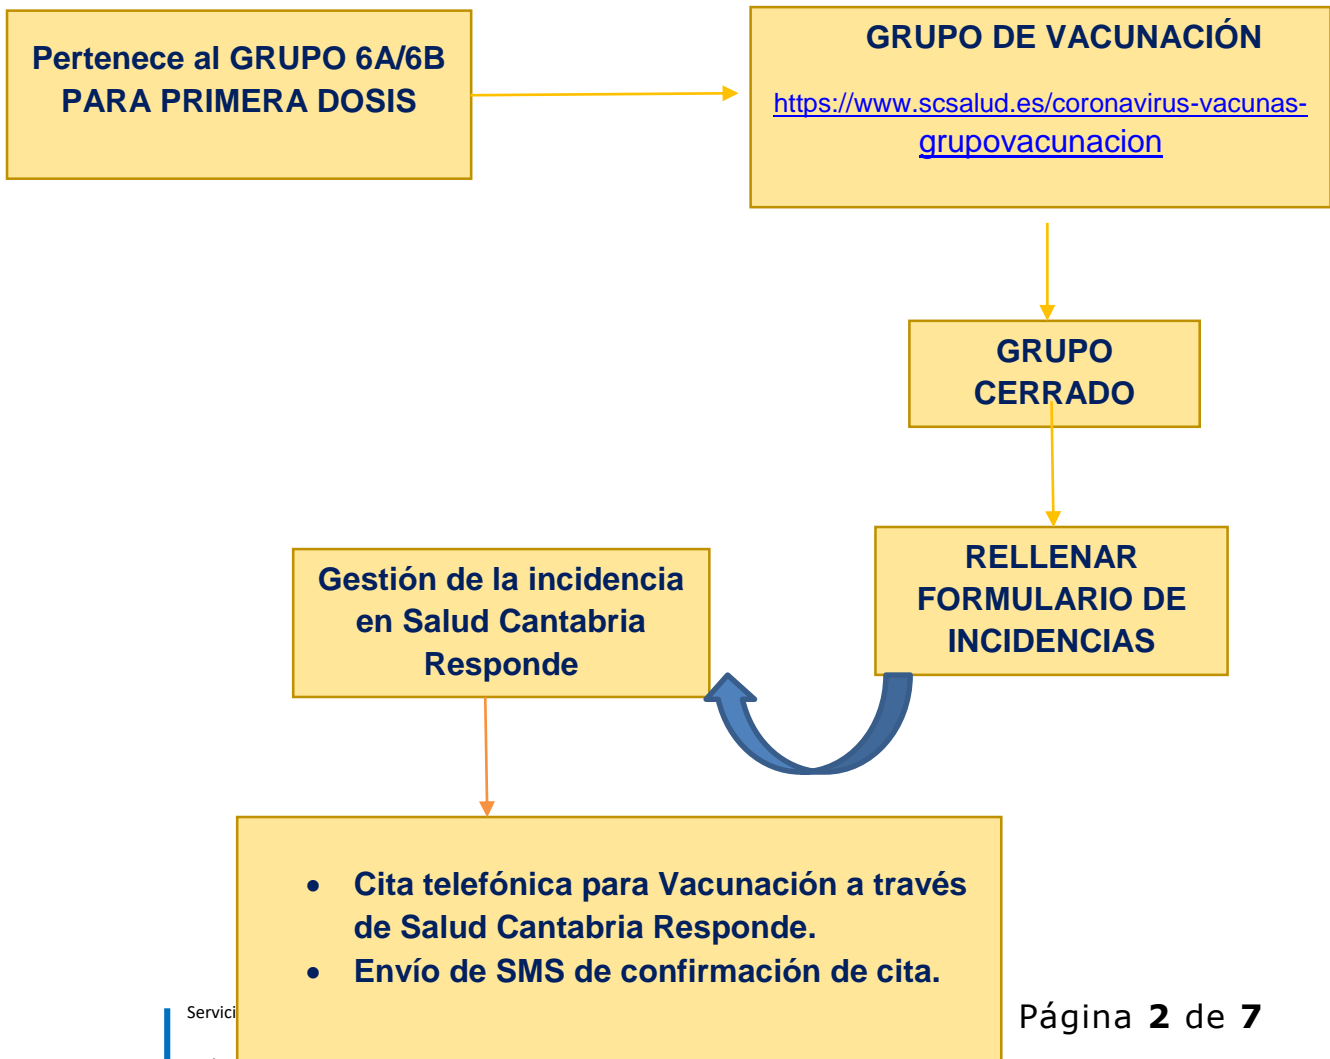 Pertenece al GRUPO 6A/6B
PARA PRIMERA DOSIS
GRUPO DE VACUNACIÓN
https://www.scsalud.es/coronavirus-vacunas-
grupovacunacion
GRUPO
CERRADO
RELLENAR
FORMULARIO DE
INCIDENCIAS
Gestión de la incidencia
en Salud Cantabria
Responde
• Cita telefónica para Vacunación a través
de Salud Cantabria Responde.
• Envío de SMS de confirmación de cita.
Servici
Página 2 de 7